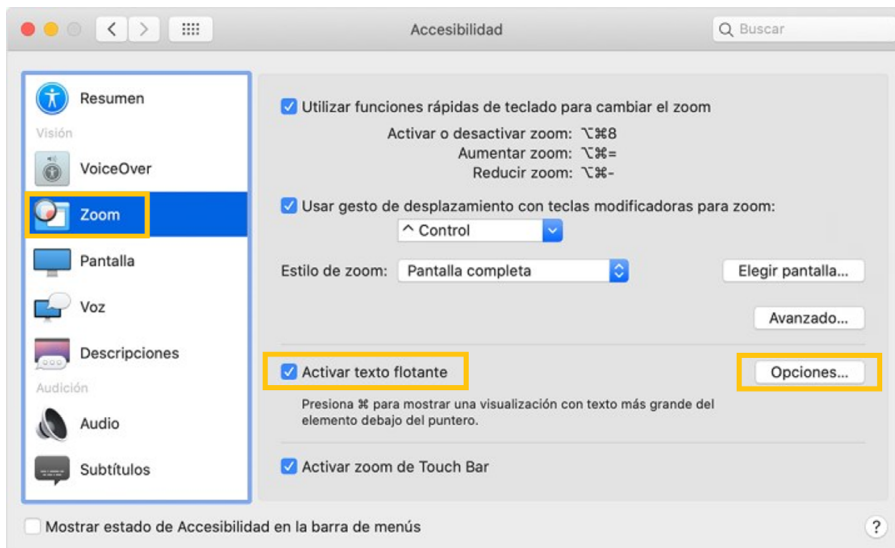 Accesibilidad
Buscar
Resumen
Visión
VoiceOver
Zoom
Pantalla
Voz
Descripciones
Audición
Audio
Subtítulos
Utilizar funciones rápidas de teclado para cambiar el zoom
Activar o desactivar zoom: ⌥⌘8
Aumentar zoom: ⌥⌘=
Reducir zoom: ⌥⌘-
Usar gesto de desplazamiento con teclas modificadoras para zoom:
^ Control
Estilo de zoom: Pantalla completa Elegir pantalla...
Avanzado...
Activar texto flotante Opciones...
Presiona ⌘ para mostrar una visualización con texto más grande del
elemento debajo del puntero.
Activar zoom de Touch Bar
Mostrar estado de Accesibilidad en la barra de menús ?